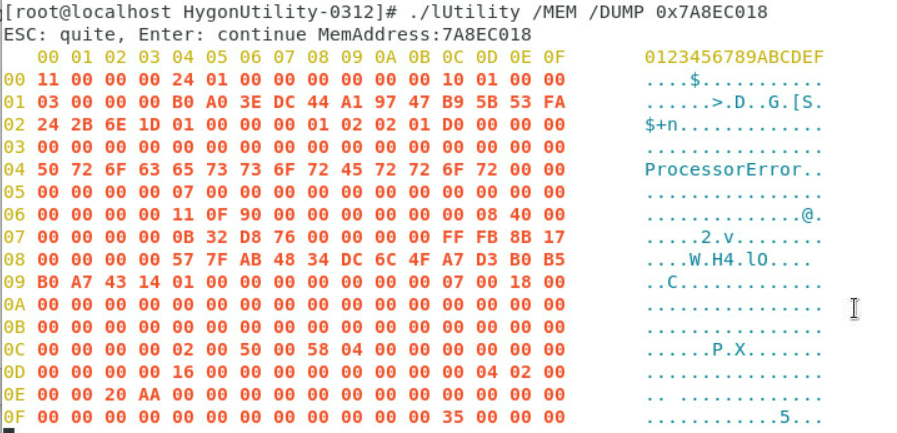 [root@localhost HygonUtility-0312]# ./lUtility /MEM /DUMP 0x7A8EC018
ESC: quite, Enter: continue MemAddress:7A8EC018
00 01 02 03 04 05 06 07 08 09 0A 0B 0C 0D 0E 0F 0123456789ABCDEF
00 11 00 00 00 24 01 00 00 00 00 00 00 10 01 00 00 ....$...........
01 03 00 00 00 B0 A0 3E DC 44 A1 97 47 B9 5B 53 FA ......>.D..G.[S.
02 24 2B 6E 1D 01 00 00 00 01 02 02 01 D0 00 00 00 $+n.............
03 00 00 00 00 00 00 00 00 00 00 00 00 00 00 00 00 ................
04 50 72 6F 63 65 73 73 6F 72 45 72 72 6F 72 00 00 ProcessorError..
05 00 00 00 00 07 00 00 00 00 00 00 00 00 00 00 00 ................
06 00 00 00 00 11 0F 90 00 00 00 00 00 00 08 40 00 ..............@.
07 00 00 00 00 0B 32 D8 76 00 00 00 00 FF FB 8B 17 .....2.v........
08 00 00 00 00 57 7F AB 48 34 DC 6C 4F A7 D3 B0 B5 ....W.H4.lO....
09 B0 A7 43 14 01 00 00 00 00 00 00 00 07 00 18 00 ..C.............
0A 00 00 00 00 00 00 00 00 00 00 00 00 00 00 00 00 ................
0B 00 00 00 00 00 00 00 00 00 00 00 00 00 00 00 00 ................
0C 00 00 00 00 02 00 50 00 58 04 00 00 00 00 00 00 ......P.X.......
0D 00 00 00 00 16 00 00 00 00 00 00 00 00 04 02 00 ................
0E 00 00 20 AA 00 00 00 00 00 00 00 00 00 00 00 00 .. .............
0F 00 00 00 00 00 00 00 00 00 00 00 00 35 00 00 00 ............5...